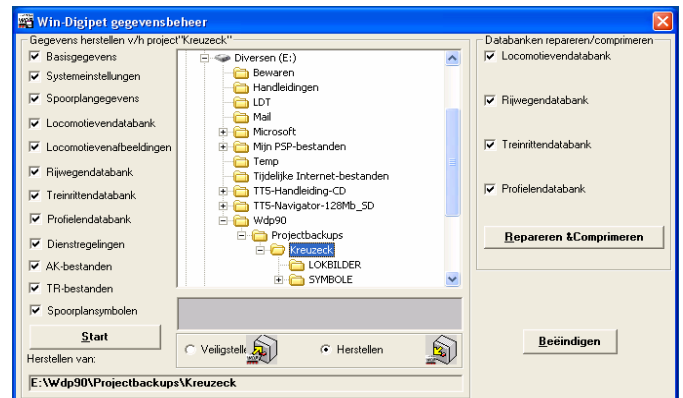 Win-Digipet gegevensbeheer
Gegevens herstellen v/h project"Kreuzeck"
Basisgegevens
Systemeinstellungen
Spoorplangegevens
Locomotievendatabank
Locomotievenafbeeldingen
Rijwegendatabank
Treinrittendatabank
Profielendatabank
Dienstregelingen
AK-bestanden
TR-bestanden
Spoorplansymbolen
Start
Diversen (E:)
Bewaren
Handleidingen
LDT
Mail
Microsoft
Mijn PSP-bestanden
Temp
Tijdelijke Internet-bestanden
TT5-Handleiding-CD
TT5-Navigator-128Mb_SD
Wdp90
Projectbackups
Kreuzeck
LOKBILDER
SYMBOLE
Veiligstelle
Herstellen
Herstellen van:
E:\Wdp90\Projectbackups\Kreuzeck
Databanken repareren/comprimeren
Locomotievendatabank
Rijwegendatabank
Treinrittendatabank
Profielendatabank
Repareren &Comprimeren
Beëindigen